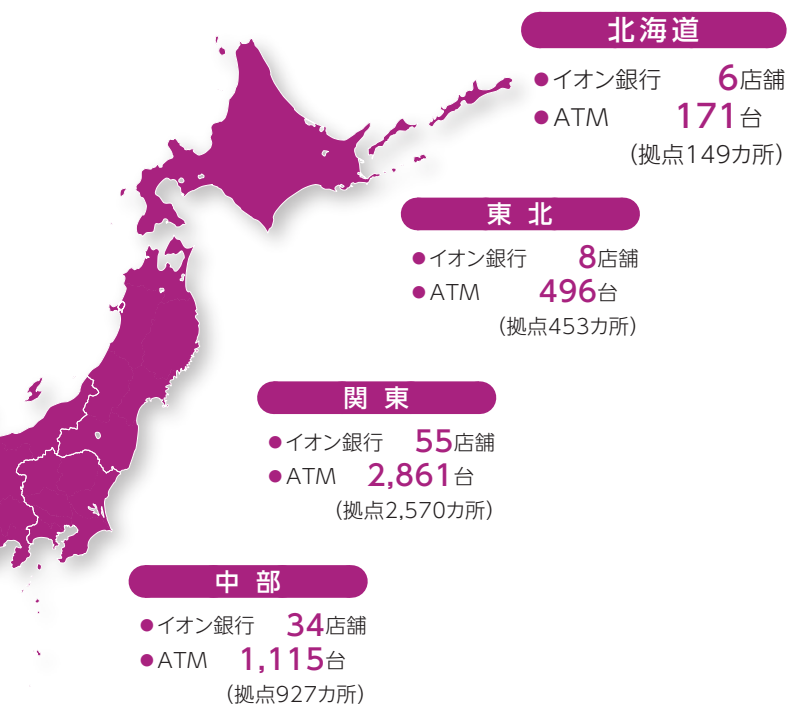 北海道
●イオン銀行 6店舗
●ATM 171台
(拠点149カ所)
東北
●イオン銀行 8店舗
●ATM 496台
(拠点453カ所)
関東
●イオン銀行 55店舗
●ATM 2,861台
(拠点2,570カ所)
中部
●イオン銀行 34店舗
●ATM 1,115台
(拠点927カ所)